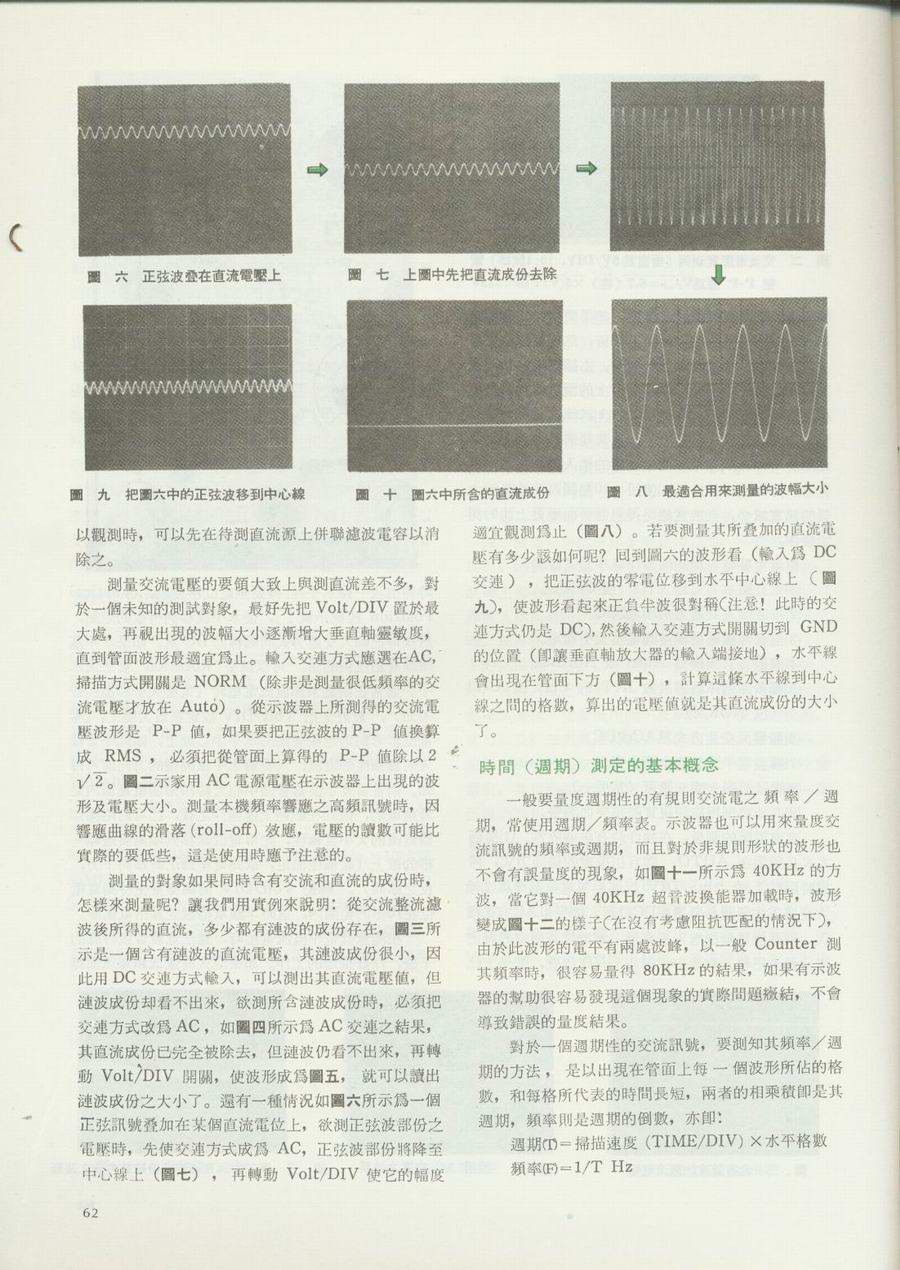 圖 六 正弦波叠在直流電壓上
圖 七 上圖中先把直流成份去除
圖 九 把圖六中的正弦波移到中心線
圖 十 圖六中所含的直流成份
圖 八 最適合用來測量的波幅大小
以觀測時，可以先在待測直流源上併聯濾波電容以消
除之。
測量交流電壓的要領大致上與測直流差不多，對
於一個未知的測試對象，最好先把 Volt/DIV 置於最
大處，再視出現的波幅大小逐漸增大垂直軸靈敏度，
直到管面波形最適宜爲止。輸入交連方式應選在AC,
掃描方式開關是 NORM （除非是測量很低頻率的交
流電壓才放在 Auto）。從示波器上所測得的交流電
壓波形是 P-P 值，如果要把正弦波的 P-P 值換算
成 RMS ，必須把從管面上算得的 P-P 值除以 2
√2。圖二示家用 AC 電源電壓在示波器上出現的波
形及電壓大小。測量本機頻率響應之高頻訊號時，因
響應曲線的滑落 (roll-off) 效應，電壓的讀數可能比
實際的要低些，這是使用時應予注意的。
測量的對象如果同時含有交流和直流的成份時，
怎樣來測量呢？讓我們用實例來說明：從交流整流濾
波後所得的直流，多少都有漣波的成份存在，圖三所
示是一個含有漣波的直流電壓，其漣波成份很小，因
此用 DC 交連方式輸入，可以測出其直流電壓值，但
漣波成份却看不出來，欲測所含漣波成份時，必須把
交連方式改爲 AC ，如圖四所示爲 AC 交連之結果，
其直流成份已完全被除去，但漣波仍看不出來，再轉
動 Volt/DIV 開關，使波形成爲圖五，就可以讀出
漣波成份之大小了。還有一種情況如圖六所示爲一個
正弦訊號叠加在某個直流電位上，欲測正弦波部份之
電壓時，先使交連方式成爲 AC，正弦波部份將降至
中心線上（圖七），再轉動 Volt/DIV 使它的幅度
適宜觀測爲止（圖八）。若要測量其所叠加的直流電
壓有多少該如何呢？回到圖六的波形看（輸入爲 DC
交連），把正弦波的零電位移到水平中心線上（圖
九），使波形看起來正負半波很對稱（注意！此時的交
連方式仍是 DC），然後輸入交連方式開關切到 GND
的位置（卽讓垂直軸放大器的輸入端接地），水平線
會出現在管面下方（圖十），計算這條水平線到中心
線之間的格數，算出的電壓値就是其直流成份的大小
了。
時間（週期）測定的基本概念
一般要量度週期性的有規則交流電之頻率／週
期，常使用週期／頻率表。示波器也可以用來量度交
流訊號的頻率或週期，而且對於非規則形狀的波形也
不會有誤量度的現象，如圖十一所示爲 40KHz 的方
波，當它對一個 40KHz 超音波換能器加載時，波形
變成圖十二的樣子（在沒有考慮阻抗匹配的情況下），
由於此波形的電平有兩處波峰，以一般 Counter 測
其頻率時，很容易量得 80KHz 的結果，如果有示波
器的幫助很容易發現這個現象的實際問題癥結，不會
導致錯誤的量度結果。
對於一個週期性的交流訊號，要測知其頻率／週
期的方法，是以出現在管面上每一個波形所佔的格
數，和每格所代表的時間長短，兩者的相乘積卽是其
週期，頻率則是週期的倒數，亦卽：
週期(T)＝掃描速度 (TIME/DIV) ×水平格數
頻率(F)＝1/T Hz
62